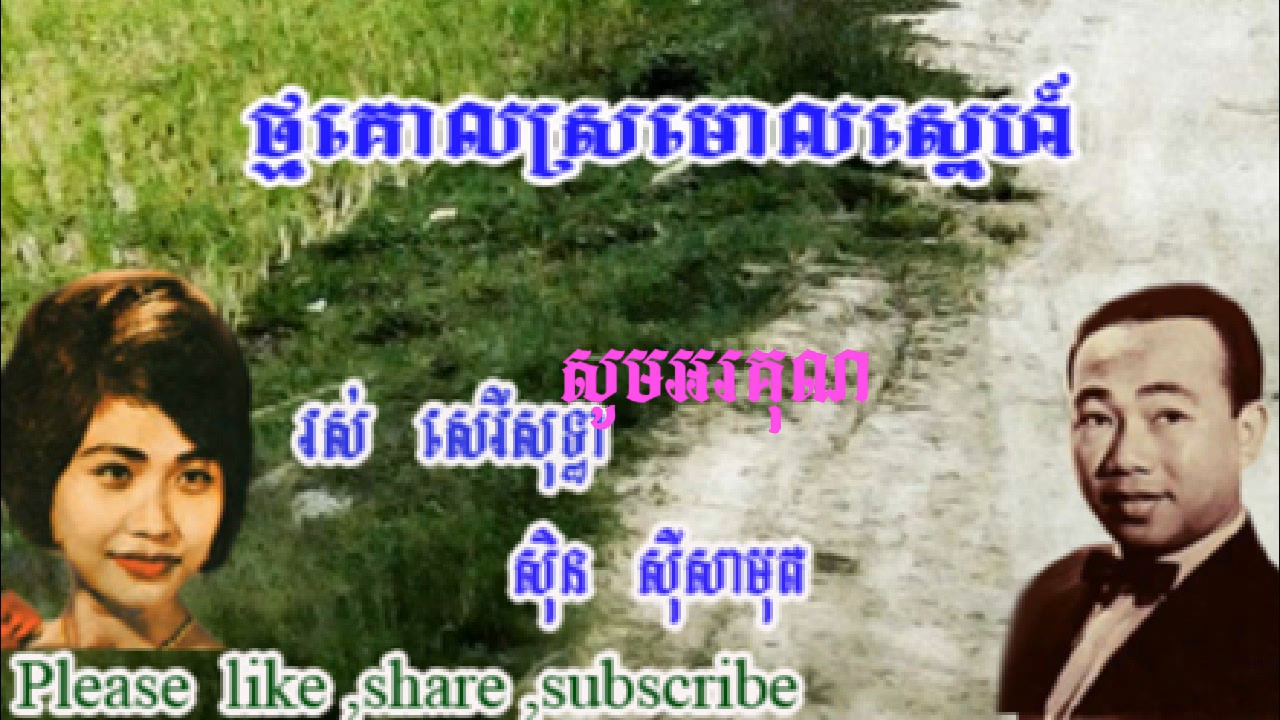 ថ្មគោលស្រមោលស្នេហ៍
សូមអរគុណ
រស់ សេរីសុទ្ធា
ស៊ិន ស៊ីសាមុត
Please like ,share ,subscribe